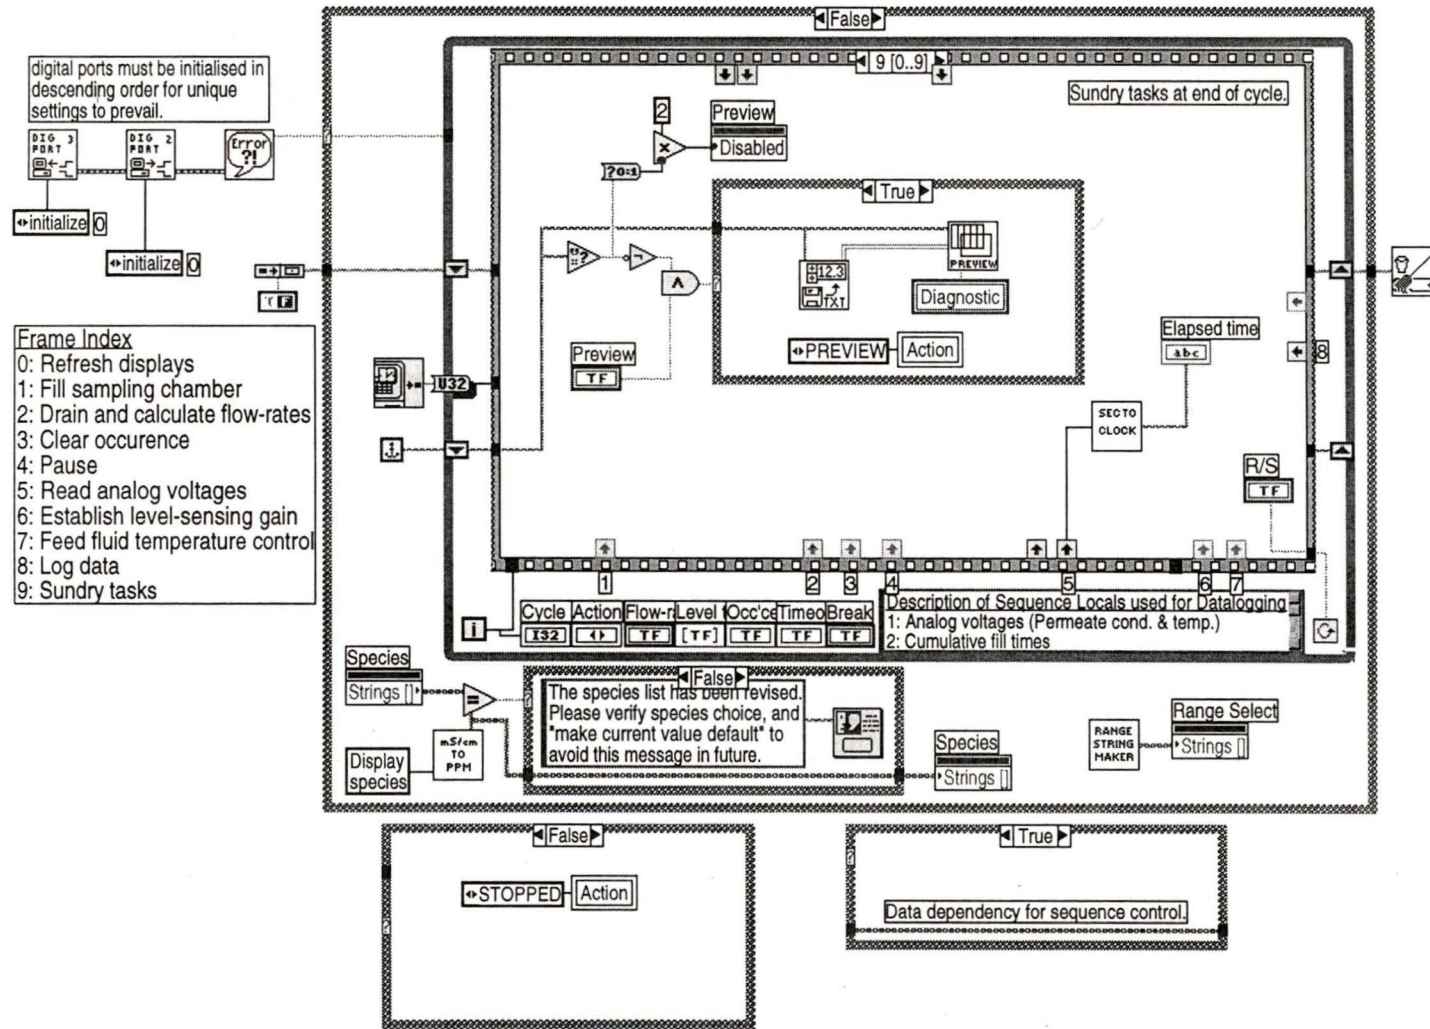 False
digital ports must be initialised in
descending order for unique
settings to prevail.
DIG 3
PORT
DIG 2
PORT
Error
?!
initialize 0
initialize 0
9 [0..9]
Sundry tasks at end of cycle.
2
Preview
Disabled
?0:1
True
PREVIEW
12.3
TXT
Diagnostic
PREVIEW Action
Preview
TF
Elapsed time
abc
8
SEC TO
CLOCK
R/S
TF
U32
Frame Index
0: Refresh displays
1: Fill sampling chamber
2: Drain and calculate flow-rates
3: Clear occurence
4: Pause
5: Read analog voltages
6: Establish level-sensing gain
7: Feed fluid temperature control
8: Log data
9: Sundry tasks
1 2 3 4 5 6 7
i
Cycle Action Flow-r Level Occ'ce Timeo Break
I32 TF [TF] TF TF TF
Description of Sequence Locals used for Datalogging
1: Analog voltages (Permeate cond. & temp.)
2: Cumulative fill times
Species
Strings []
=
mS/cm
TO
PPM
Display
species
False
The species list has been revised.
Please verify species choice, and
"make current value default" to
avoid this message in future.
Species
Strings []
RANGE
STRING
MAKER
Range Select
Strings []
False
STOPPED Action
True
Data dependency for sequence control.